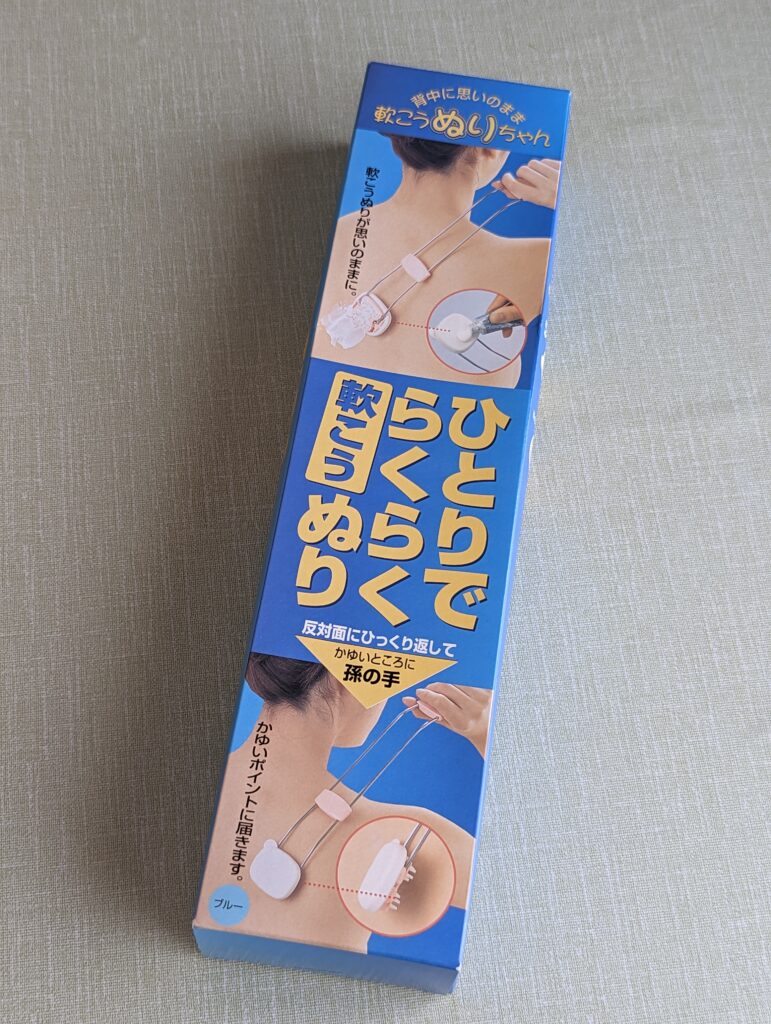 背中に思いのまま
軟こうぬりちゃん
軟こうぬりが思いのままに。
ひとりで
らくらく
軟こうぬり
反対面にひっくり返して
かゆいところに
孫の手
かゆいポイントに届きます。
ブルー